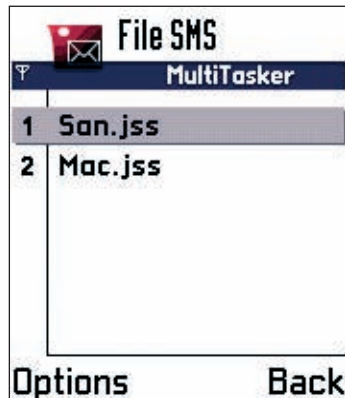 File SMS
MultiTasker
1 San.jss
2 Mac.jss
Options Back